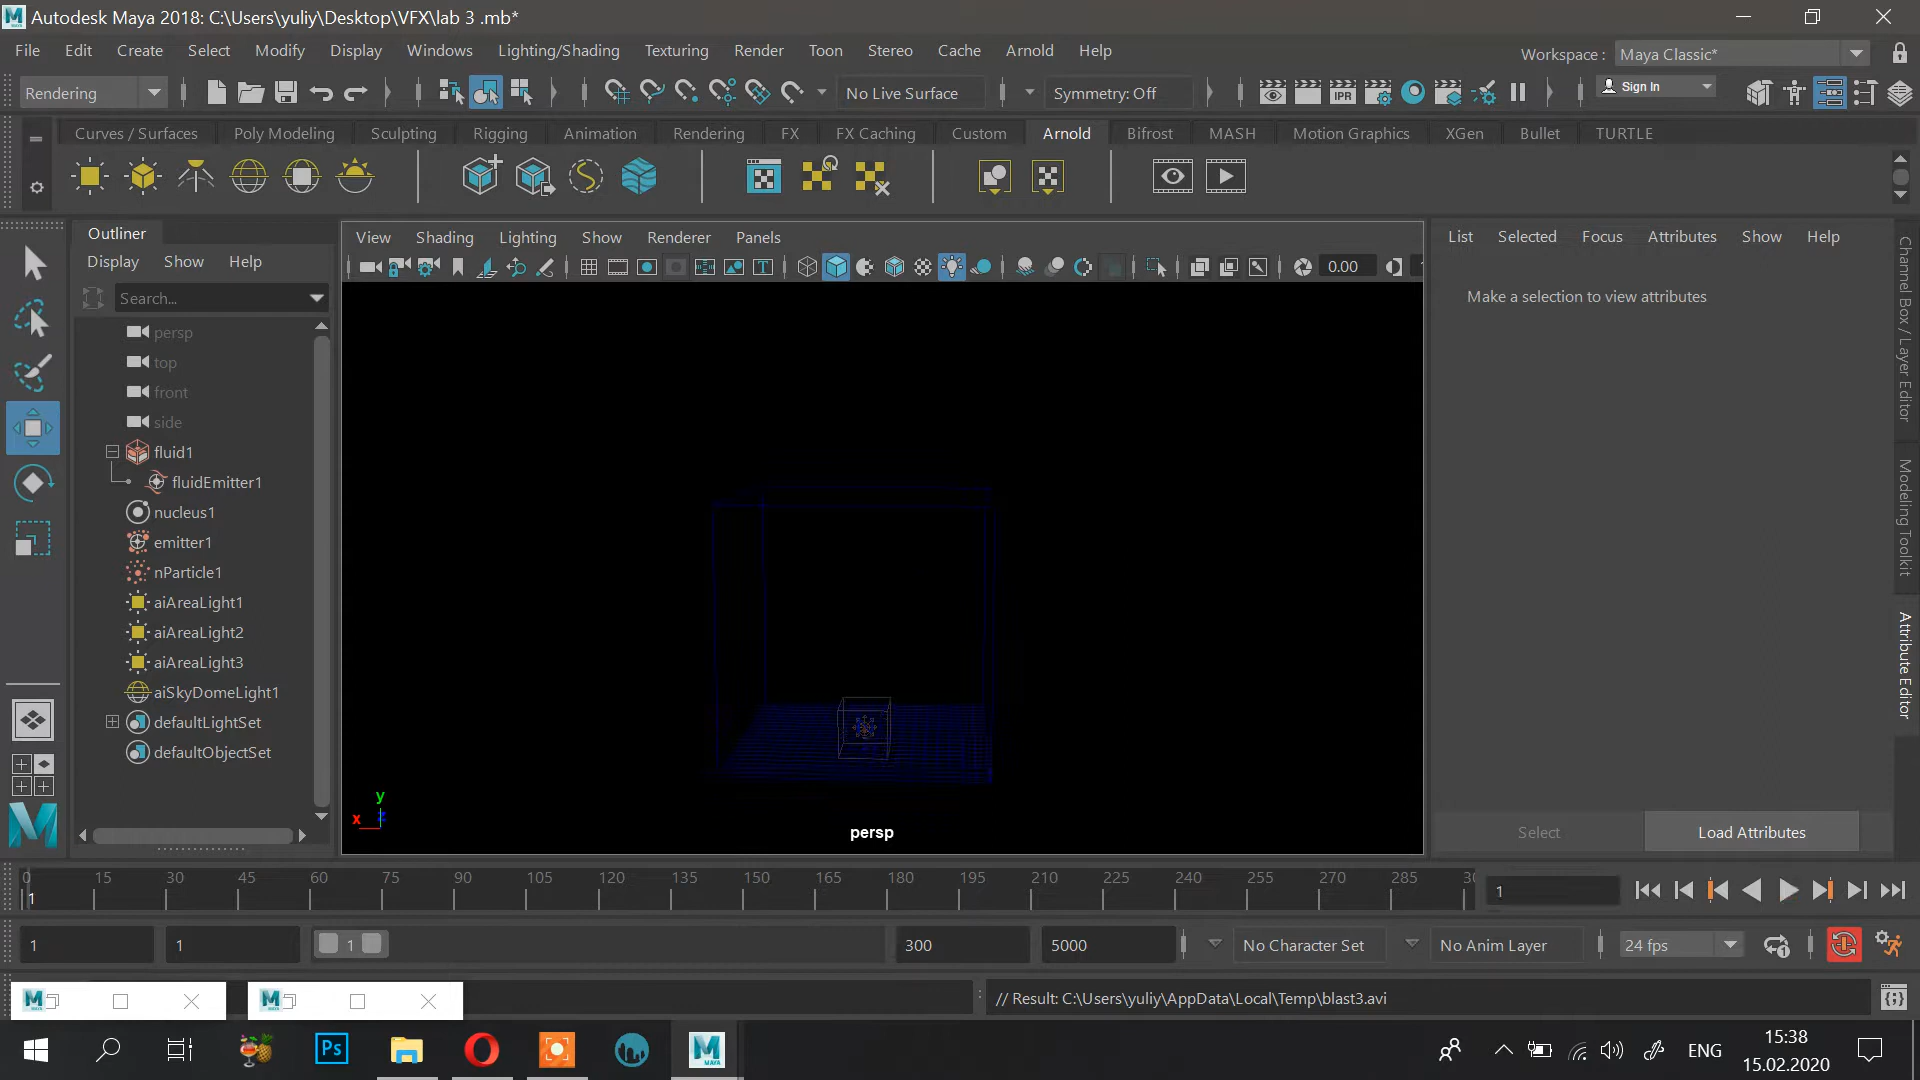 Autodesk Maya 2018: C:\Users\yuliy\Desktop\VFX\lab 3 .mb*
File Edit Create Select Modify Display Windows Lighting/Shading Texturing Render Toon Stereo Cache Arnold Help
Workspace : Maya Classic*
Rendering No Live Surface Symmetry: Off IPR Sign In
Curves / Surfaces Poly Modeling Sculpting Rigging Animation Rendering FX FX Caching Custom Arnold Bifrost MASH Motion Graphics XGen Bullet TURTLE
Outliner
Display Show Help
Search...
persp
top
front
side
fluid1
fluidEmitter1
nucleus1
emitter1
nParticle1
aiAreaLight1
aiAreaLight2
aiAreaLight3
aiSkyDomeLight1
defaultLightSet
defaultObjectSet
View Shading Lighting Show Renderer Panels
0.00
y
x z
persp
List Selected Focus Attributes Show Help
Make a selection to view attributes
Select Load Attributes
Channel Box / Layer Editor
Modeling Toolkit
Attribute Editor
0 15 30 45 60 75 90 105 120 135 150 165 180 195 210 225 240 255 270 285 30
1
1
1 1 1 300 5000 No Character Set No Anim Layer 24 fps
MAYA MAYA
// Result: C:\Users\yuliy\AppData\Local\Temp\blast3.avi
Ps MAYA ENG
15:38
15.02.2020